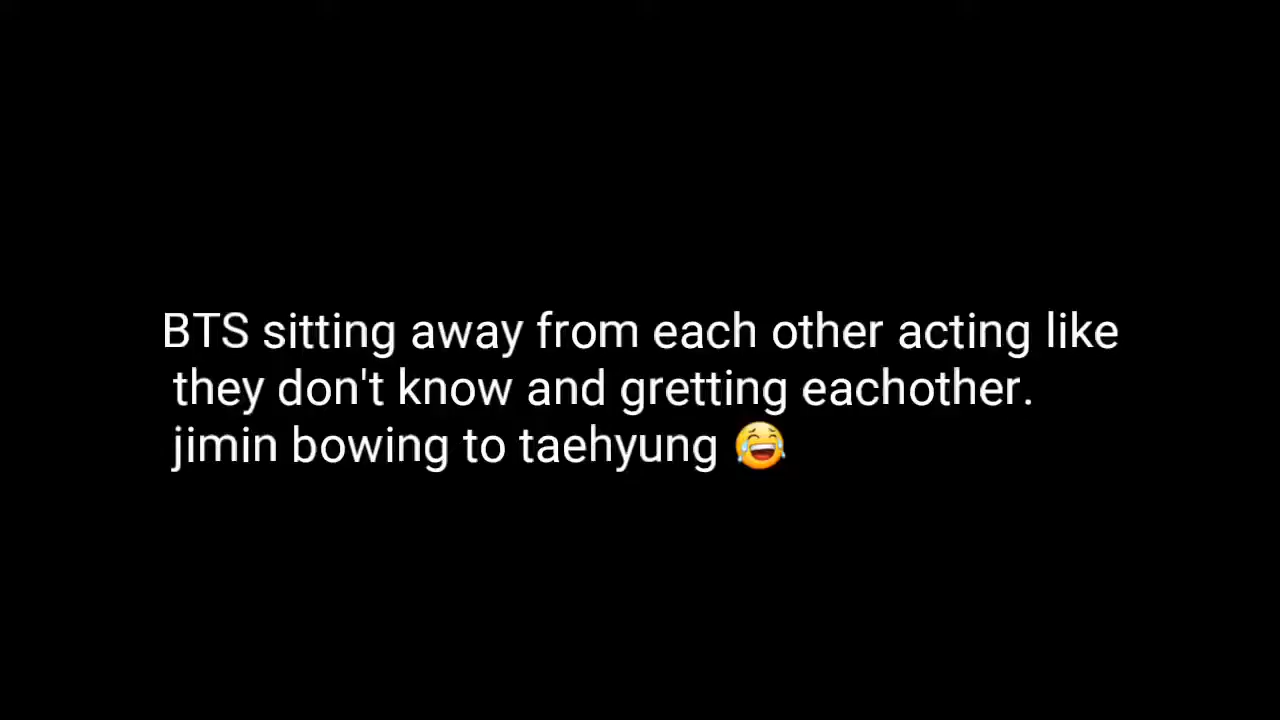 BTS sitting away from each other acting like
they don't know and gretting eachother.
jimin bowing to taehyung 😂